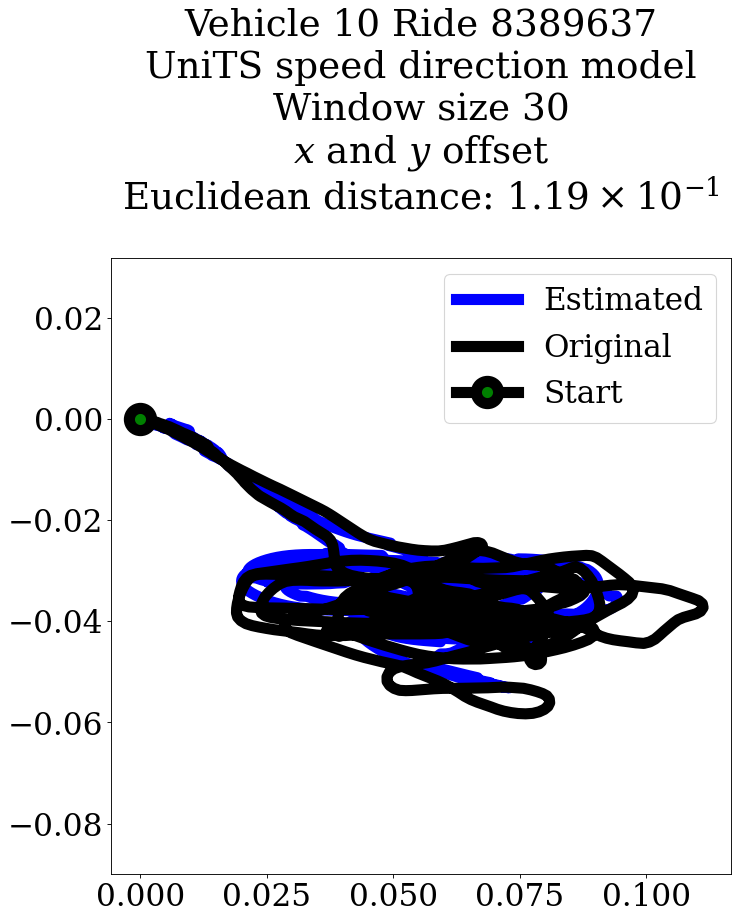 Vehicle 10 Ride 8389637
UniTS speed direction model
Window size 30
x and y offset
Euclidean distance: 1.19 × 10⁻¹
Estimated
Original
Start
0.02
0.00
−0.02
−0.04
−0.06
−0.08
0.000 0.025 0.050 0.075 0.100